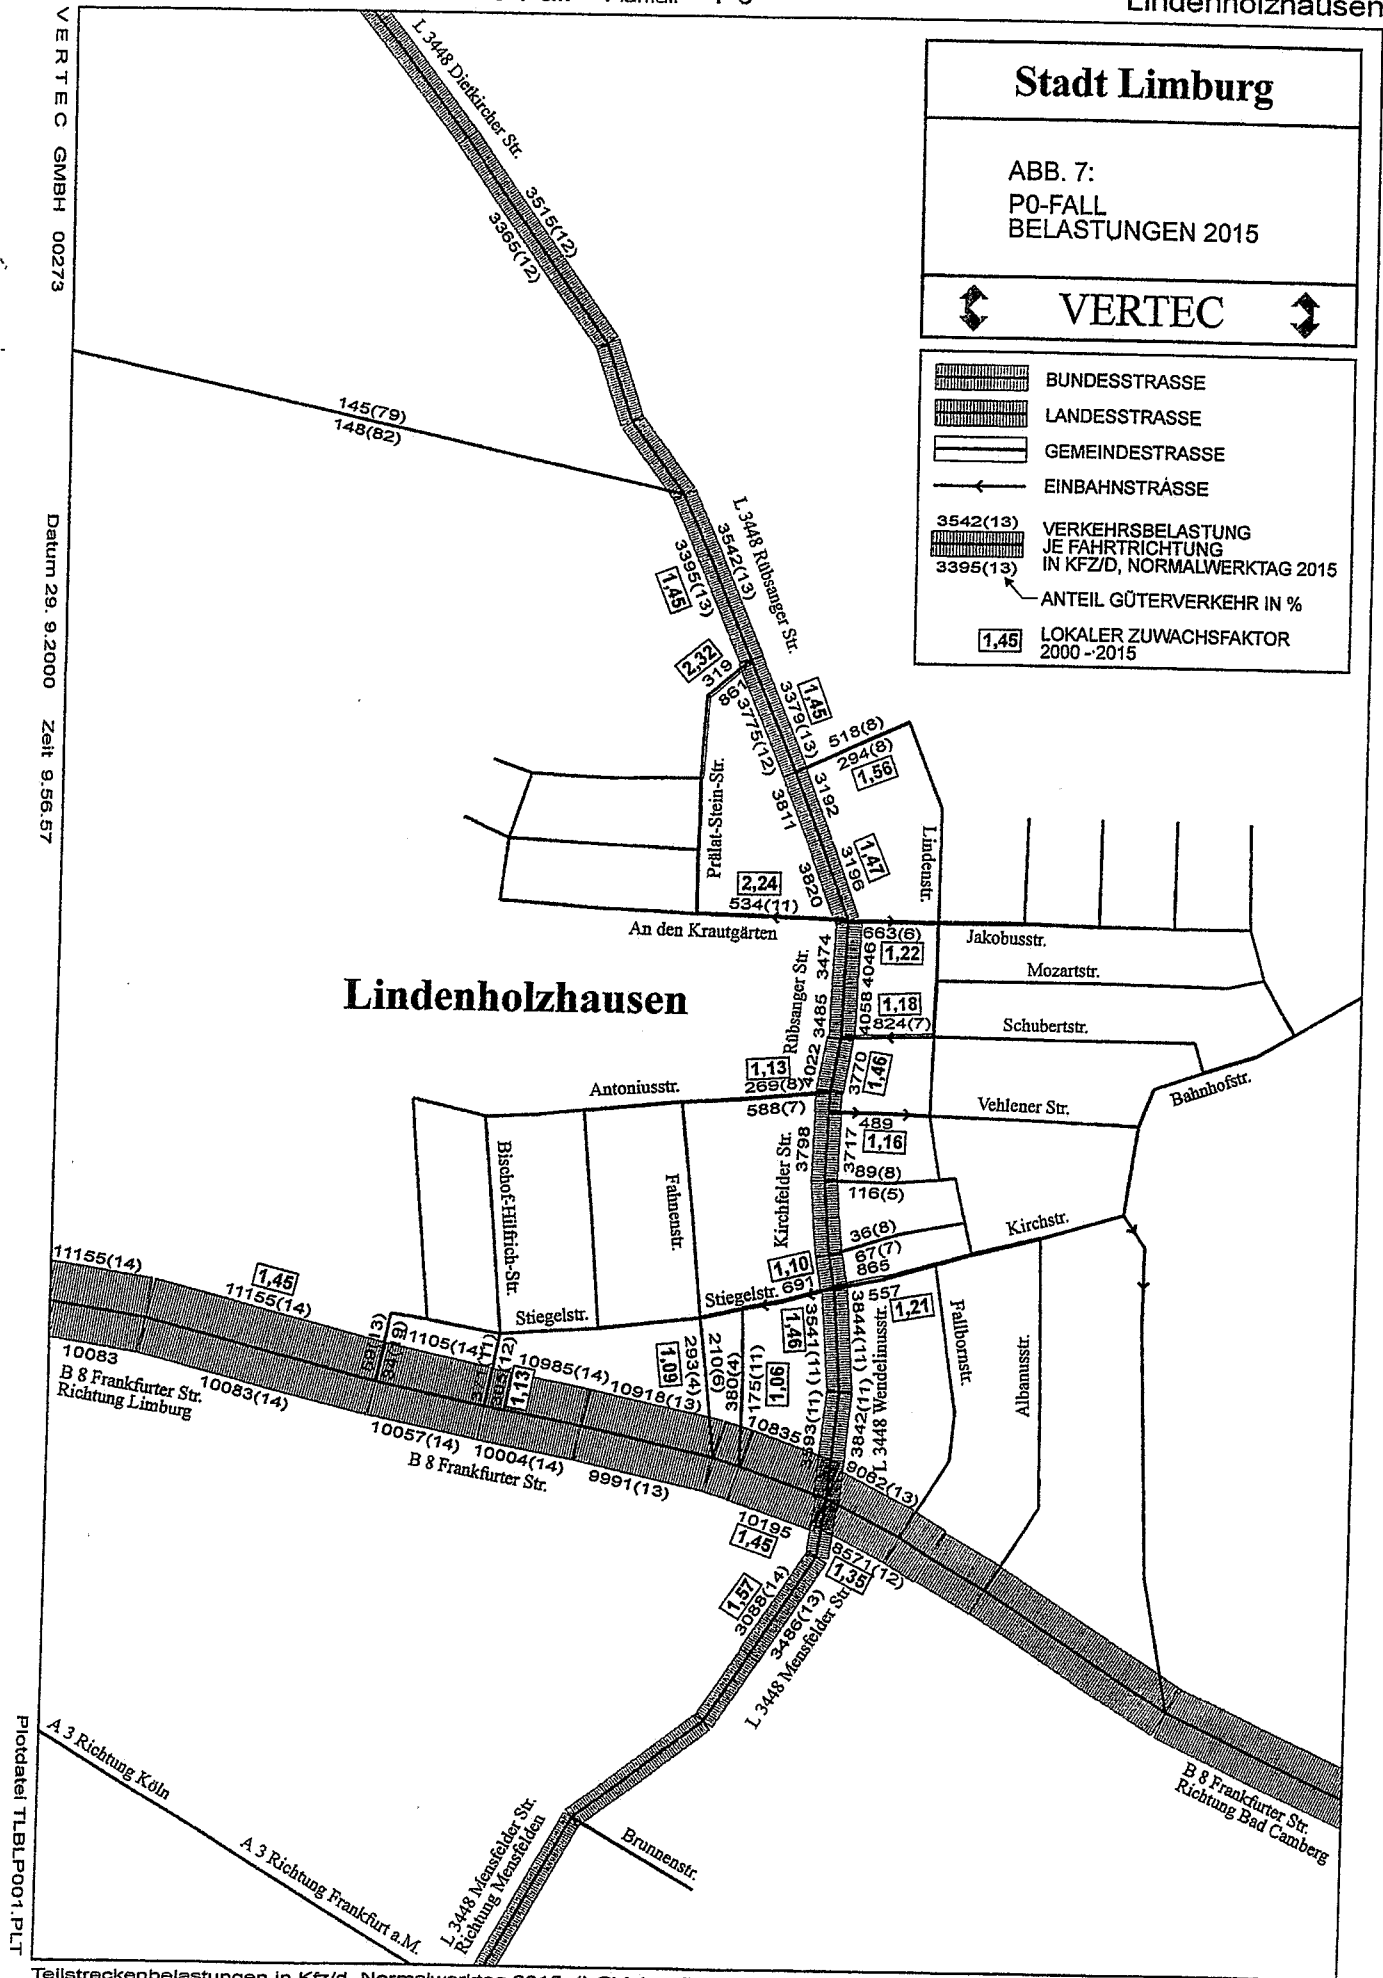 Lindenholzhausen
Stadt Limburg
ABB. 7:
P0-FALL
BELASTUNGEN 2015
VERTEC
BUNDESSTRASSE
LANDESSTRASSE
GEMEINDESTRASSE
EINBAHNSTRASSE
3542(13)
3395(13)
VERKEHRSBELASTUNG
JE FAHRTRICHTUNG
IN KFZ/D, NORMALWERKTAG 2015
ANTEIL GÜTERVERKEHR IN %
1,45
LOKALER ZUWACHSFAKTOR
2000 - 2015
VERTEC GMBH 00273
Datum 29. 9.2000 Zeit 9.56.57
Plotdatei TLBLP001.PLT
L 3448 Dietkircher Str.
3515(12)
3365(12)
145(79)
148(82)
L 3448 Rübsanger Str.
3542(13)
3395(13)
1,45
2,32
319
861
3775(12)
3379(13)
1,45
518(8)
294(8)
1,56
3192
3811
Prälat-Stein-Str.
Lindenstr.
1,47
3196
3820
2,24
534(11)
An den Krautgärten
663(6)
1,22
Jakobusstr.
3474
4046
Mozartstr.
Lindenholzhausen
Rübsanger Str.
3485
4058
1,18
824(7)
Schubertstr.
4022
3770
1,46
1,13
269(8)
Antoniusstr.
588(7)
Vehlener Str.
Bahnhofstr.
489
1,16
3798
3717
Kirchfelder Str.
89(8)
116(5)
Bischof-Hilfrich-Str.
Fahnenstr.
36(8)
67(7)
Kirchstr.
865
1,10
691
Stiegelstr.
Stiegelstr.
557
1,21
11155(14)
1,45
11155(14)
11105(14)
10985(14)
10918(13)
10835
1,13
1,09
293(4)
210(6)
380(4)
175(11)
1,06
1,46
3541(11)
3593(11)
3844(11)
3842(11)
L 3448 Wendelinusstr.
Fallbornstr.
Albanusstr.
10083
B 8 Frankfurter Str.
Richtung Limburg
10083(14)
10057(14)
10004(14)
B 8 Frankfurter Str.
9991(13)
9062(13)
10195
1,45
8571(12)
1,35
1,57
3088(14)
3486(13)
L 3448 Mensfelder Str.
B 8 Frankfurter Str.
Richtung Bad Camberg
A 3 Richtung Köln
A 3 Richtung Frankfurt a.M.
L 3448 Mensfelder Str.
Richtung Mensfelden
Brunnenstr.